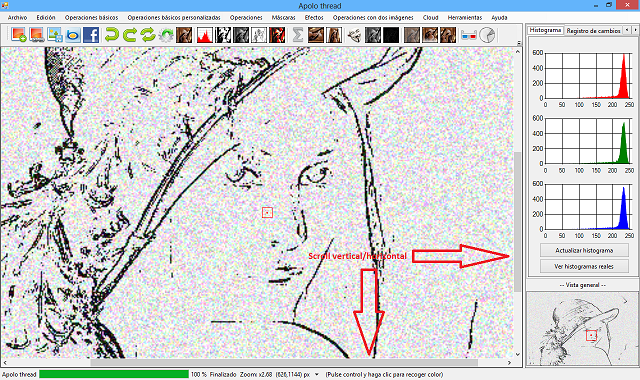 Apolo thread
Archivo Edición Operaciones básicos Operaciones básicos personalizadas Operaciones Máscaras Efectos Operaciones con dos imágenes Cloud Herramientas Ayuda
Histograma Registro de cambios
600
400
200
0
0 50 100 150 200 250
600
400
200
0
0 50 100 150 200 250
600
400
200
0
0 50 100 150 200 250
Actualizar histograma
Ver histogramas reales
-- Vista general --
Scroll vertical/horizontal
Apolo thread 100 % Finalizado Zoom: x2.68 (626,1144) px (Pulse control y haga clic para recoger color)